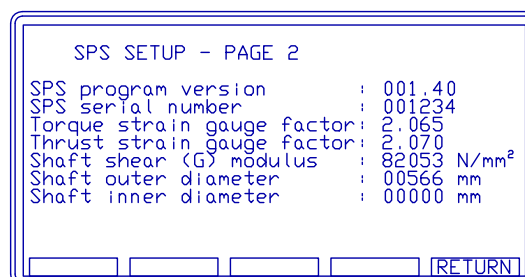 SPS SETUP - PAGE 2
SPS program version : 001.40
SPS serial number : 001234
Torque strain gauge factor: 2.065
Thrust strain gauge factor: 2.070
Shaft shear (G) modulus : 82053 N/mm²
Shaft outer diameter : 00566 mm
Shaft inner diameter : 00000 mm
RETURN